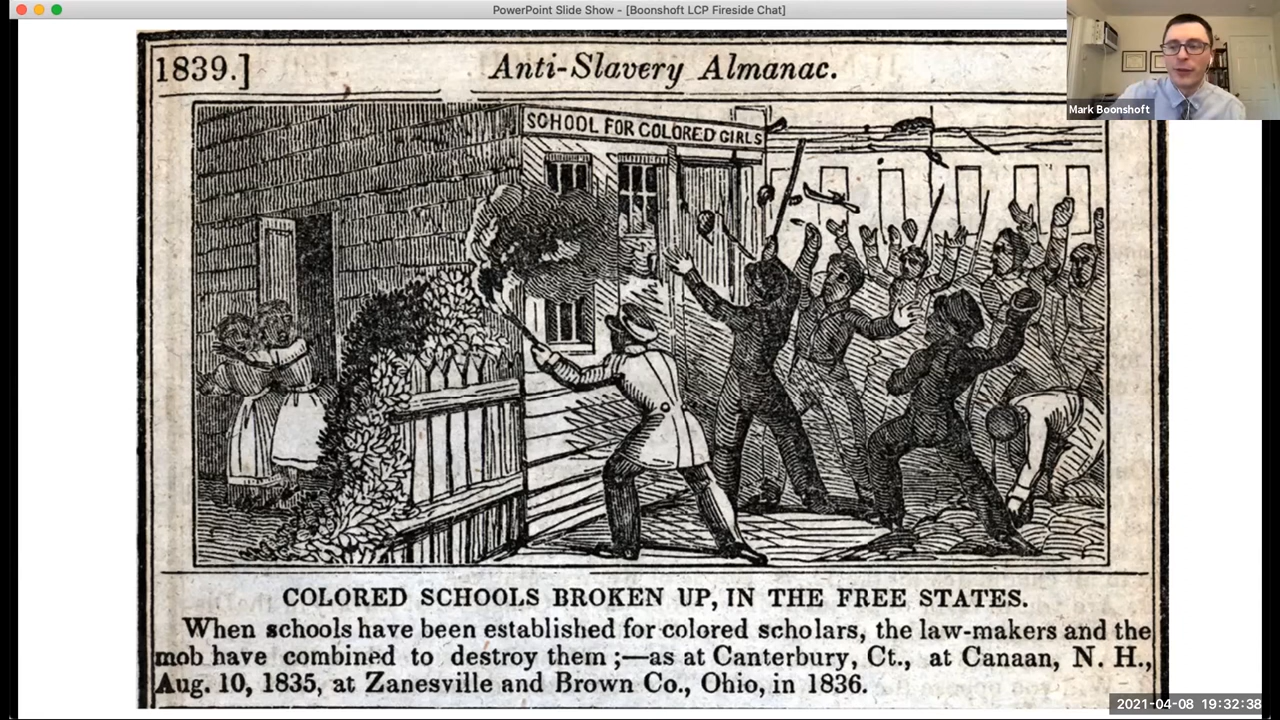 PowerPoint Slide Show - [Boonshoft LCP Fireside Chat]
Mark Boonshoft
1839.] Anti-Slavery Almanac.
SCHOOL FOR COLORED GIRLS
COLORED SCHOOLS BROKEN UP, IN THE FREE STATES.
When schools have been established for colored scholars, the law-makers and the
mob have combined to destroy them;—as at Canterbury, Ct., at Canaan, N. H.,
Aug. 10, 1835, at Zanesville and Brown Co., Ohio, in 1836.
2021-04-08 19:32:38